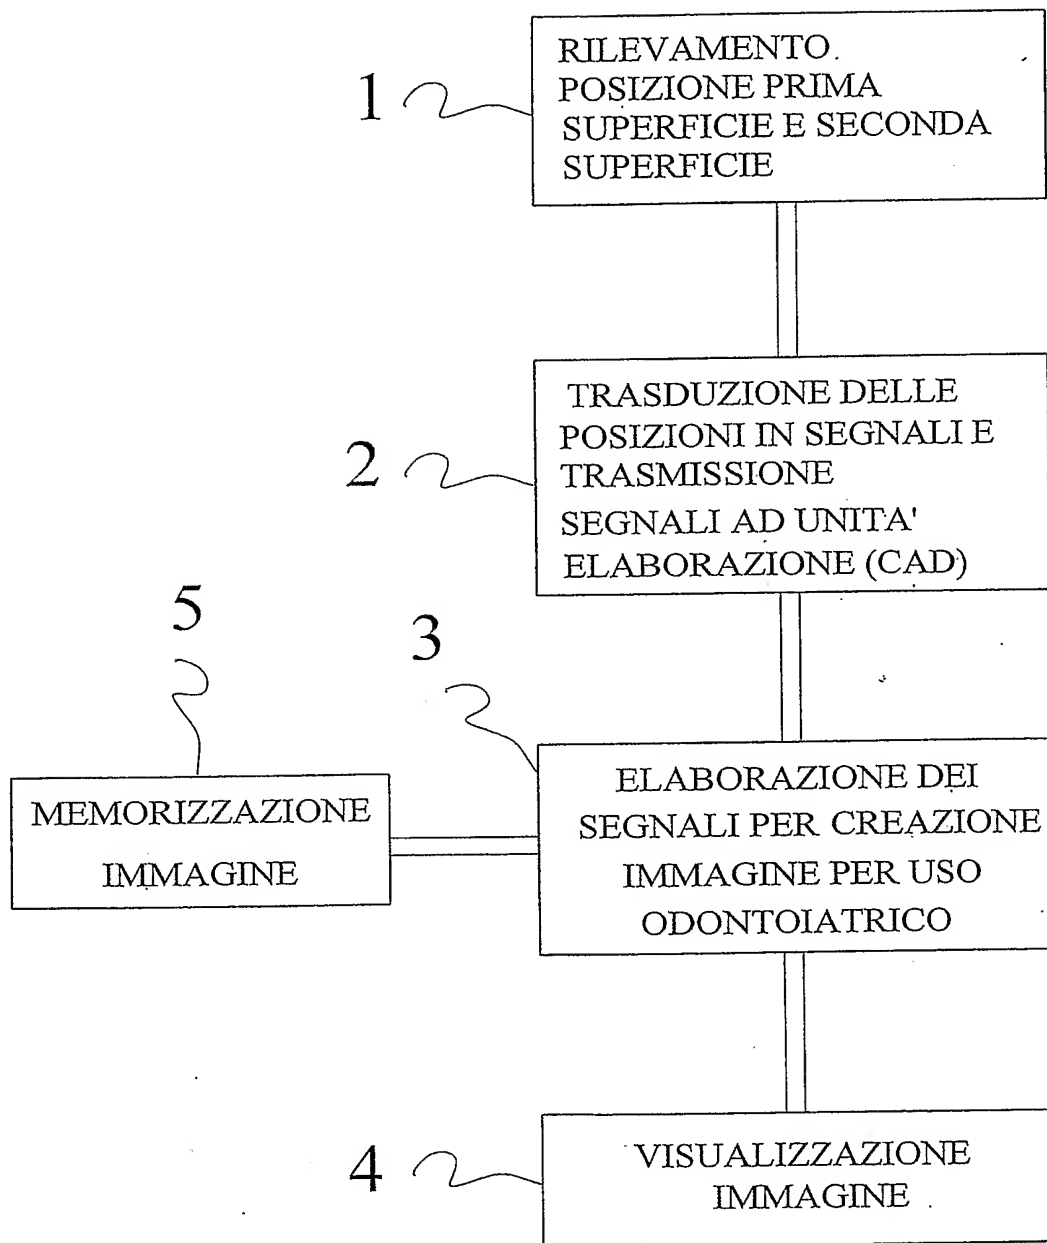 1
RILEVAMENTO.
POSIZIONE PRIMA
SUPERFICIE E SECONDA
SUPERFICIE
2
TRASDUZIONE DELLE
POSIZIONI IN SEGNALI E
TRASMISSIONE
SEGNALI AD UNITA'
ELABORAZIONE (CAD)
5
MEMORIZZAZIONE
IMMAGINE
3
ELABORAZIONE DEI
SEGNALI PER CREAZIONE
IMMAGINE PER USO
ODONTOIATRICO
4
VISUALIZZAZIONE
IMMAGINE